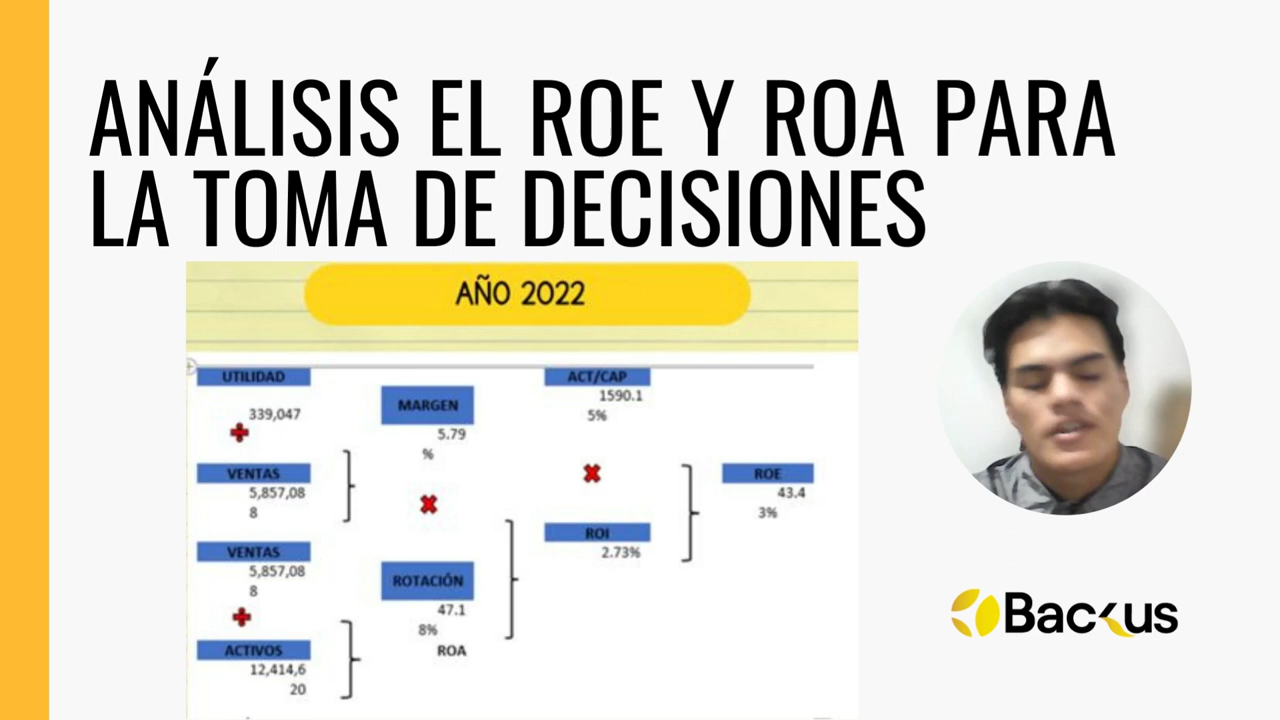 ANÁLISIS EL ROE Y ROA PARA
LA TOMA DE DECISIONES
AÑO 2022
UTILIDAD
339,047
VENTAS
5,857,08
8
VENTAS
5,857,08
8
ACTIVOS
12,414,6
20
MARGEN
5.79
%
ROTACIÓN
47.1
8%
ROA
ACT/CAP
1590.1
5%
ROI
2.73%
ROE
43.4
3%
Backus